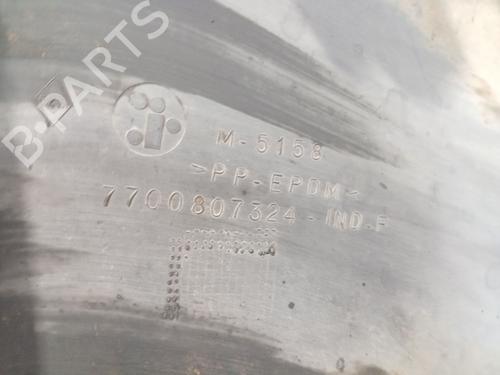 B-PARTS
M-5158
>PP-EPDM<
7700807324-IND-F